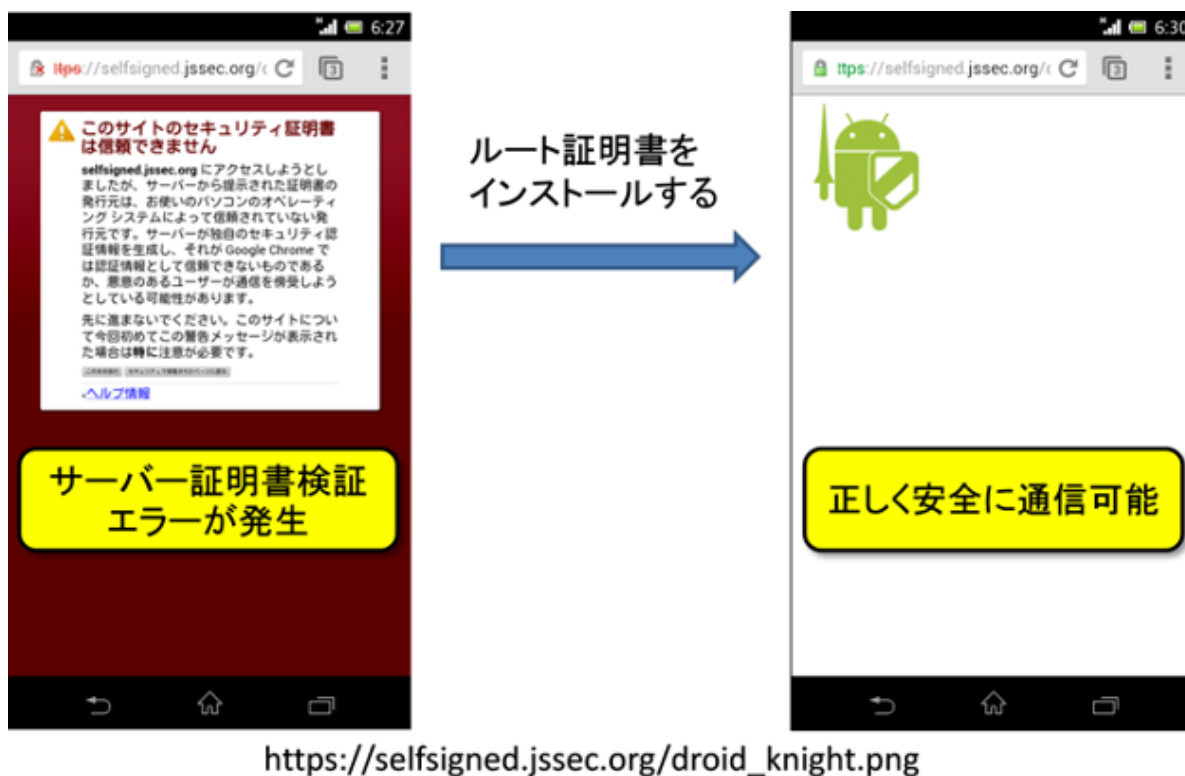 6:27
https://selfsigned.jssec.org/c
3
このサイトのセキュリティ証明書
は信頼できません
selfsigned.jssec.org にアクセスしようとし
ましたが、サーバーから提示された証明書の
発行元は、お使いのパソコンのオペレーティ
ング システムによって信頼されていない発
行元です。サーバーが独自のセキュリティ認
証情報を生成し、それが Google Chrome で
は認証情報として信頼できないものである
か、悪意のあるユーザーが通信を傍受しよう
としている可能性があります。
先に進まないでください。このサイトについ
て今回初めてこの警告メッセージが表示され
た場合は特に注意が必要です。
ヘルプ情報
サーバー証明書検証
エラーが発生
ルート証明書を
インストールする
6:30
ttps://selfsigned.jssec.org/c
3
正しく安全に通信可能
https://selfsigned.jssec.org/droid_knight.png